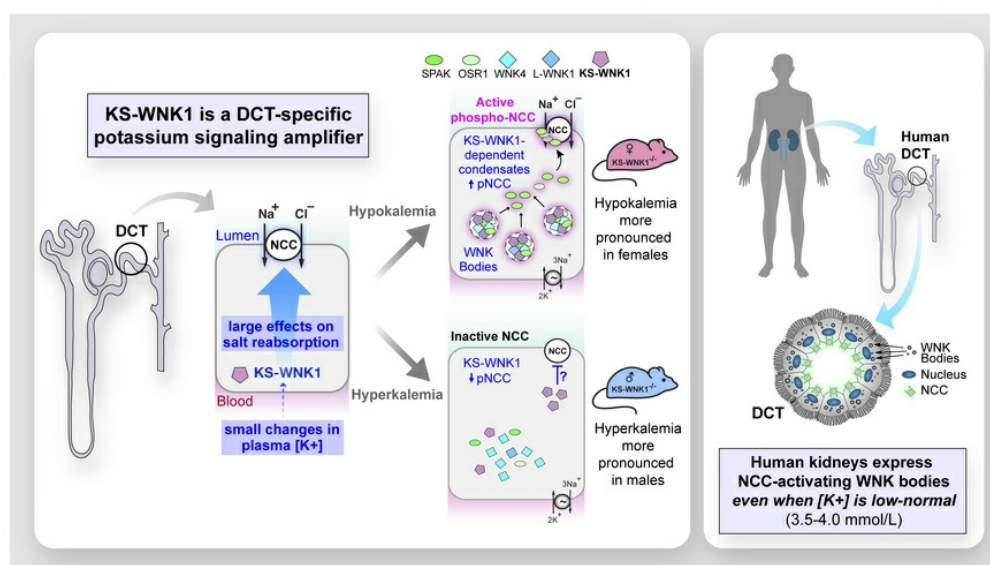 KS-WNK1 is a DCT-specific
potassium signaling amplifier
DCT
Na+ Cl−
Lumen
NCC
large effects on
salt reabsorption
KS-WNK1
Blood
small changes in
plasma [K+]
Hypokalemia
Hyperkalemia
SPAK OSR1 WNK4 L-WNK1 KS-WNK1
Active
phospho-NCC
Na+ Cl−
NCC
KS-WNK1-
dependent
condensates
↑ pNCC
WNK
Bodies
3Na+
~
2K+
♀
KS-WNK1-/-
Hypokalemia
more
pronounced
in females
Inactive NCC
NCC
KS-WNK1
↓ pNCC
?
3Na+
~
2K+
♂
KS-WNK1-/-
Hyperkalemia
more
pronounced
in males
Human
DCT
WNK
Bodies
Nucleus
NCC
DCT
Human kidneys express
NCC-activating WNK bodies
even when [K+] is low-normal
(3.5-4.0 mmol/L)